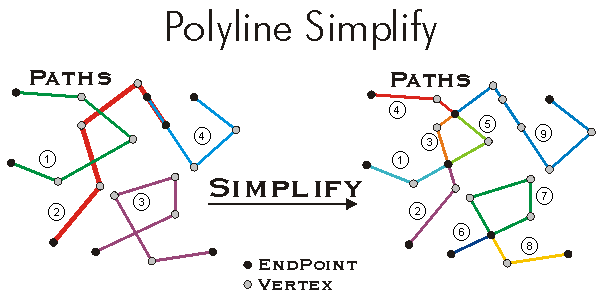 Polyline Simplify
PATHS
1
2
3
4
SIMPLIFY
PATHS
4
3
5
1
2
9
7
6
8
ENDPOINT
VERTEX